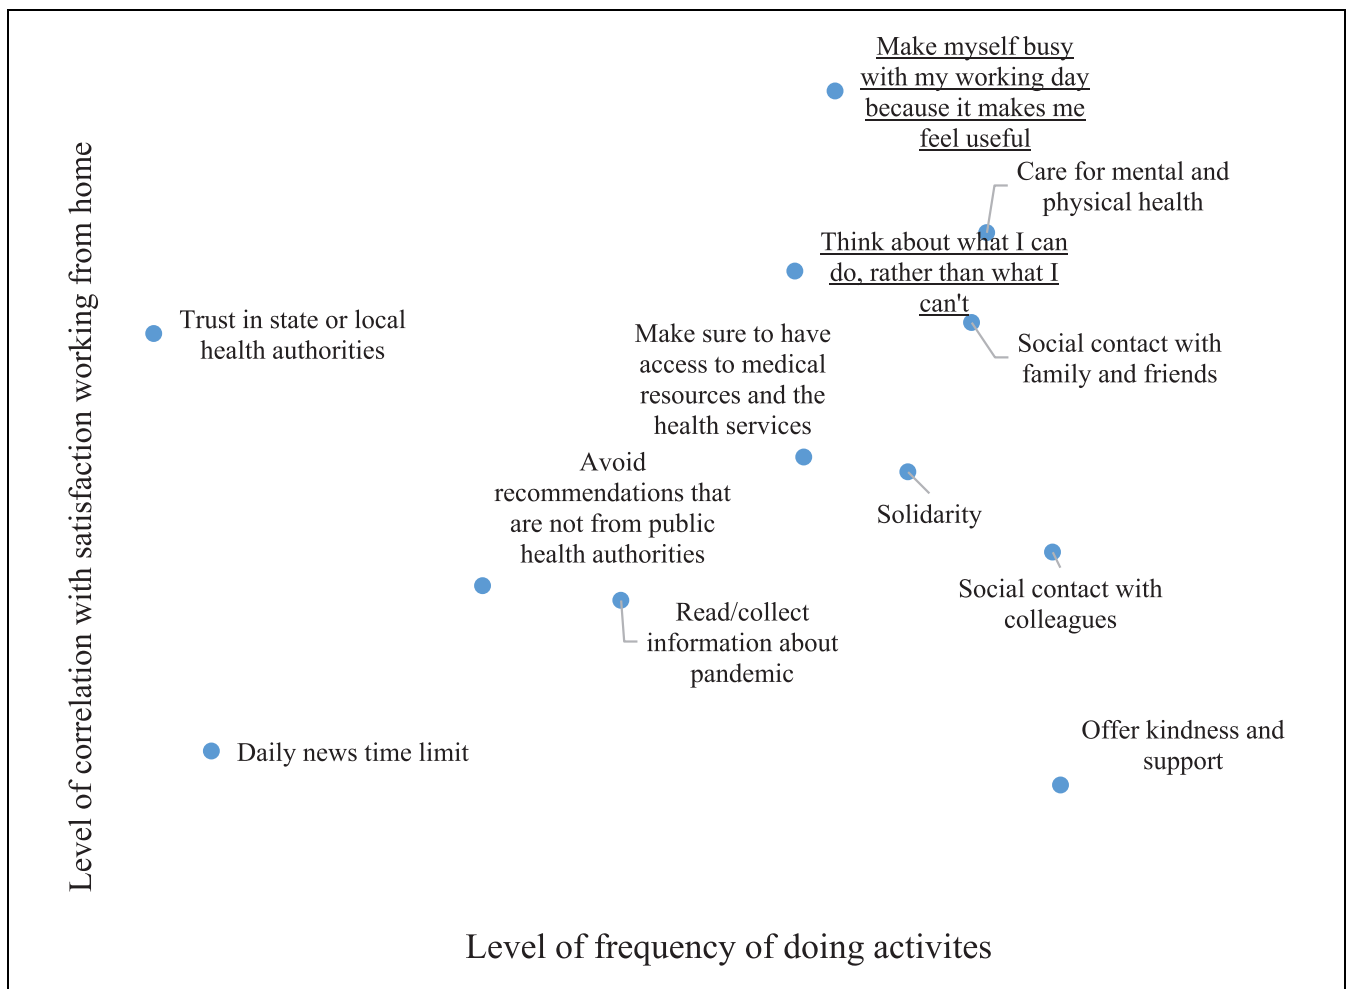 Make myself busy
with my working day
because it makes me
feel useful
Care for mental and
physical health
Think about what I can
do, rather than what I
can't
Trust in state or local
health authorities
Make sure to have
access to medical
resources and the
health services
Social contact with
family and friends
Avoid
recommendations that
are not from public
health authorities
Solidarity
Social contact with
colleagues
Read/collect
information about
pandemic
Daily news time limit
Offer kindness and
support
Level of correlation with satisfaction working from home
Level of frequency of doing activites